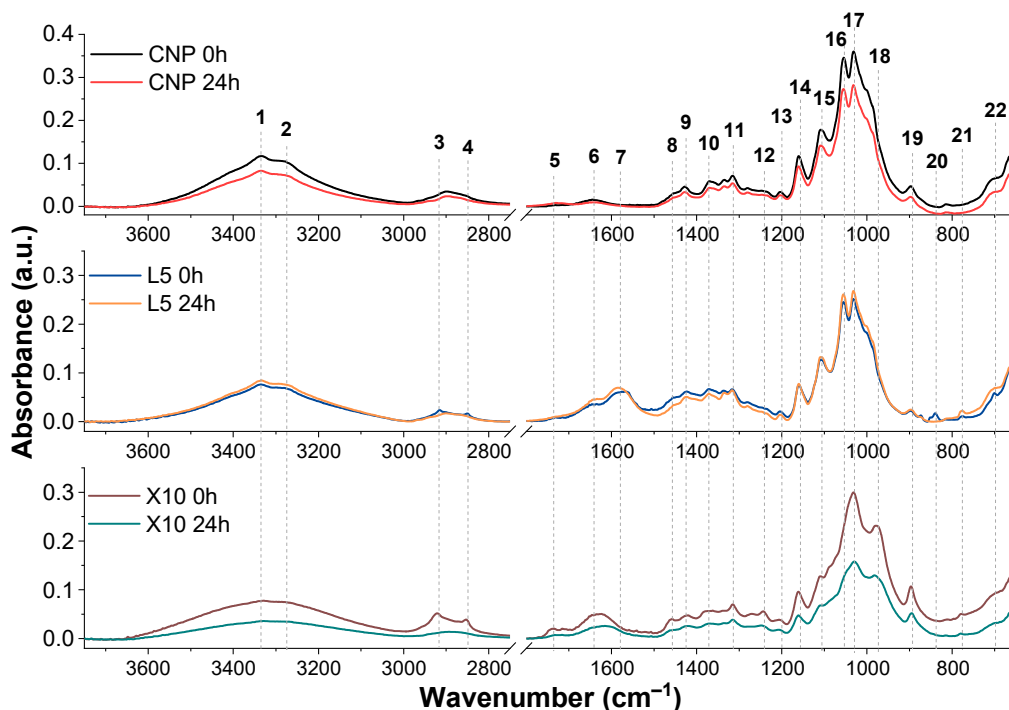 Absorbance (a.u.)
CNP 0h
CNP 24h
1 2 3 4 5 6 7 8 9 10 11 12 13 14 15 16 17 18 19 20 21 22
0.4
0.3
0.2
0.1
0.0
3600 3400 3200 3000 2800 1600 1400 1200 1000 800
L5 0h
L5 24h
0.3
0.2
0.1
0.0
3600 3400 3200 3000 2800 1600 1400 1200 1000 800
X10 0h
X10 24h
0.3
0.2
0.1
0.0
3600 3400 3200 3000 2800 1600 1400 1200 1000 800
Wavenumber (cm⁻¹)